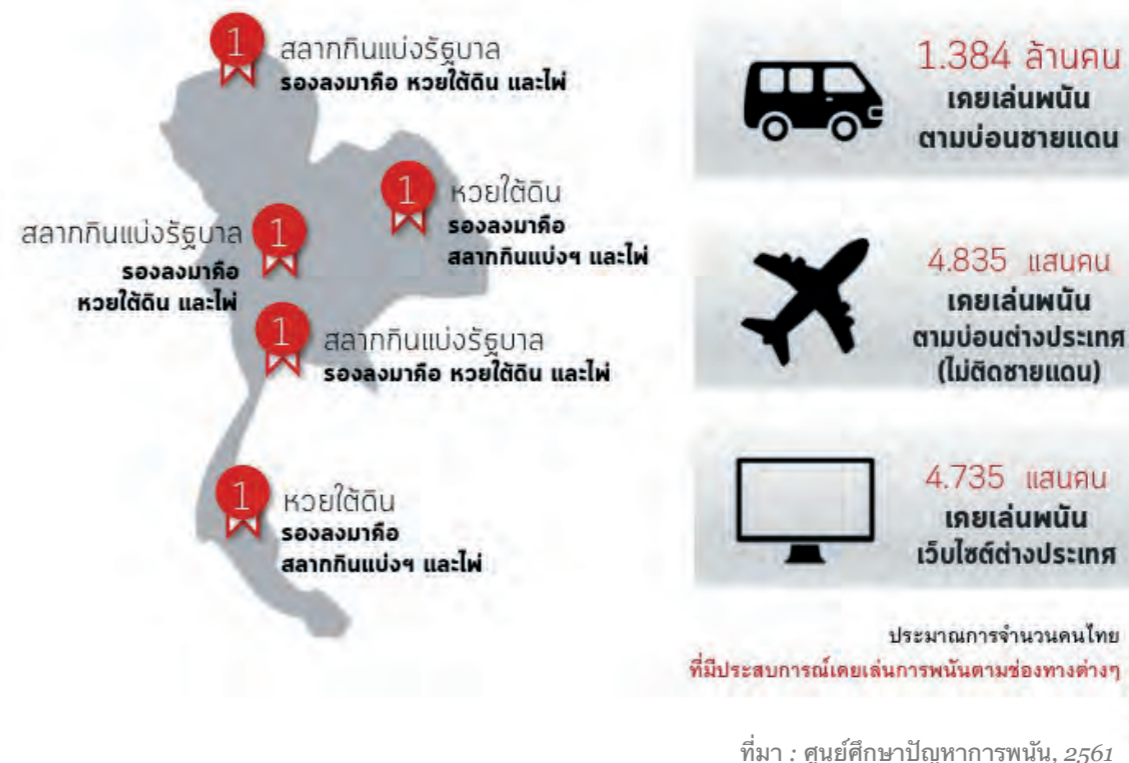 1 สลากกินแบ่งรัฐบาล
รองลงมาคือ หวยใต้ดิน และไพ่
1 หวยใต้ดิน
รองลงมาคือ
สลากกินแบ่งฯ และไพ่
สลากกินแบ่งรัฐบาล 1
รองลงมาคือ
หวยใต้ดิน และไพ่
1 สลากกินแบ่งรัฐบาล
รองลงมาคือ หวยใต้ดิน และไพ่
1 หวยใต้ดิน
รองลงมาคือ
สลากกินแบ่งฯ และไพ่
1.384 ล้านคน
เคยเล่นพนัน
ตามบ่อนชายแดน
4.835 แสนคน
เคยเล่นพนัน
ตามบ่อนต่างประเทศ
(ไม่ติดชายแดน)
4.735 แสนคน
เคยเล่นพนัน
เว็บไซต์ต่างประเทศ
ประมาณการจำนวนคนไทย
ที่มีประสบการณ์เคยเล่นการพนันตามช่องทางต่างๆ
ที่มา : ศูนย์ศึกษาปัญหาการพนัน, 2561